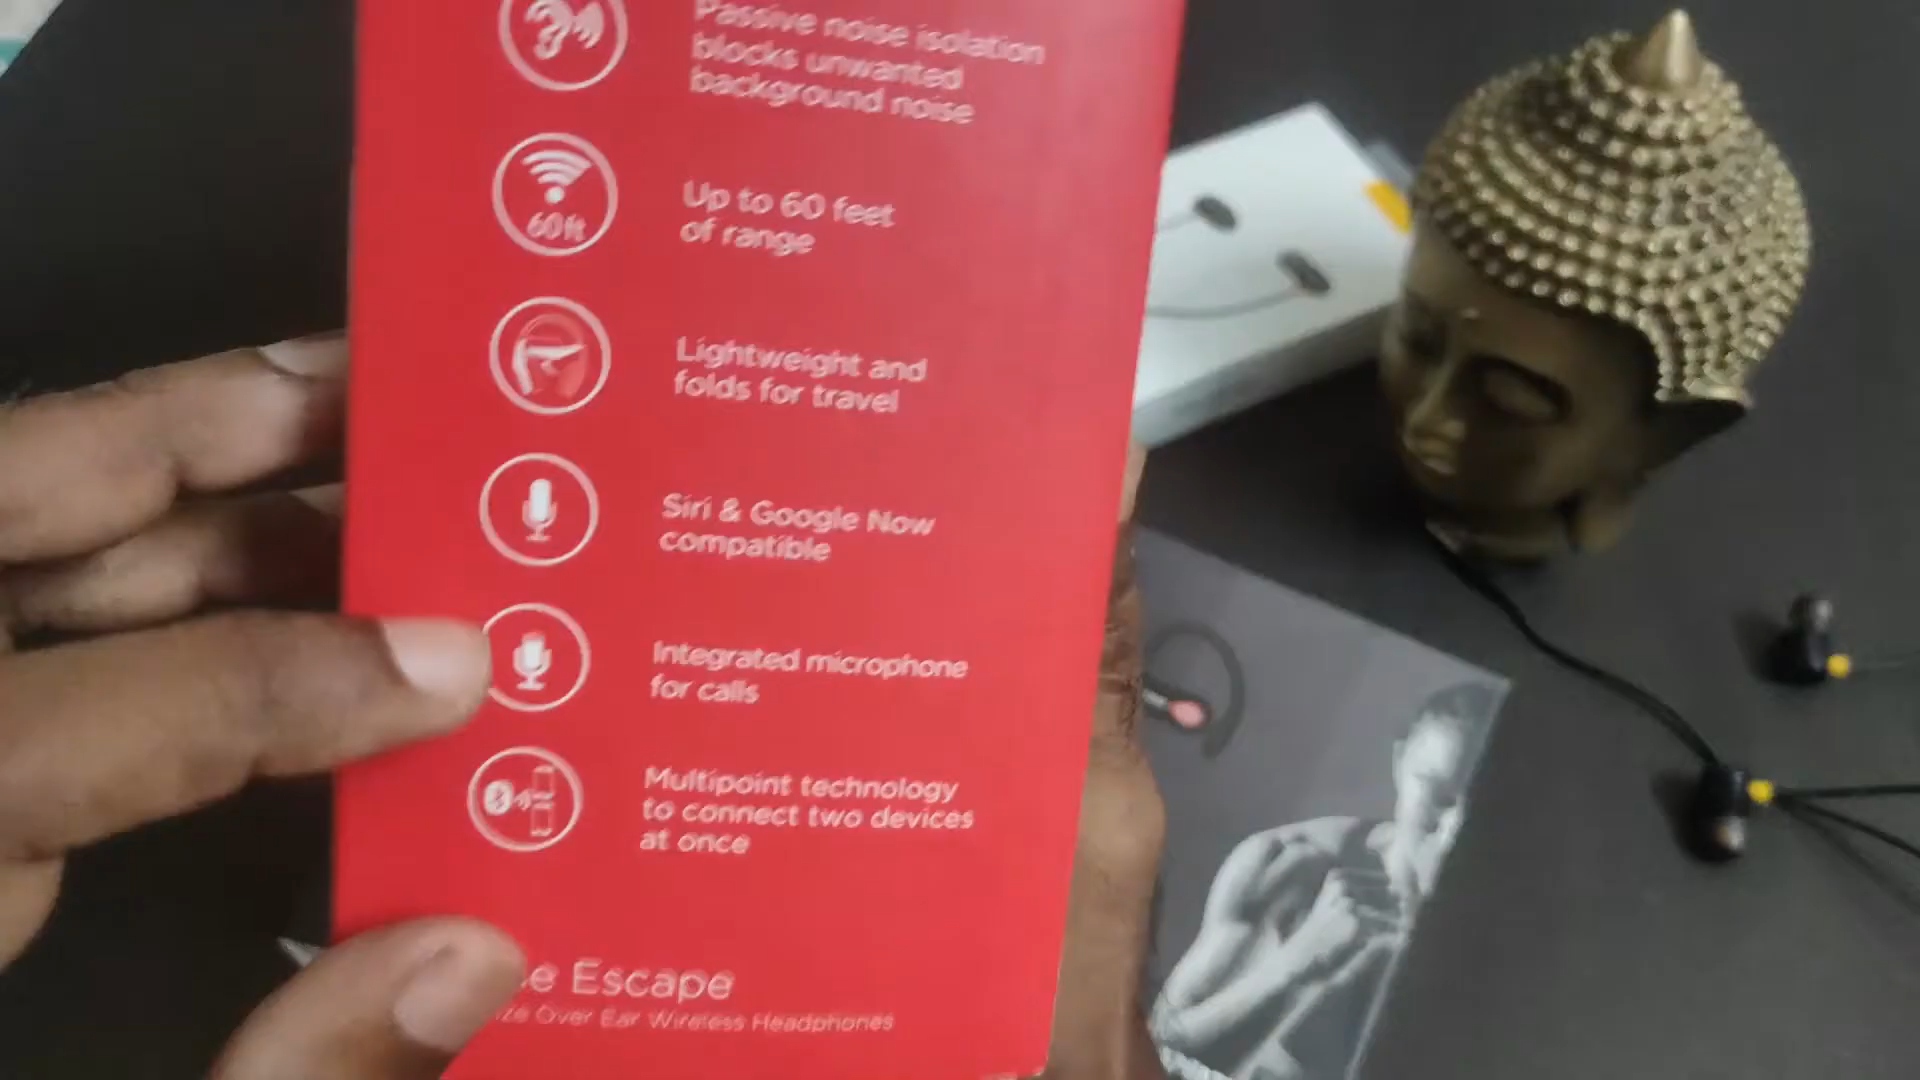 Passive noise isolation
blocks unwanted
background noise
60ft
Up to 60 feet
of range
Lightweight and
folds for travel
Siri & Google Now
compatible
Integrated microphone
for calls
Multipoint technology
to connect two devices
at once
Escape
Over Ear Wireless Headphones